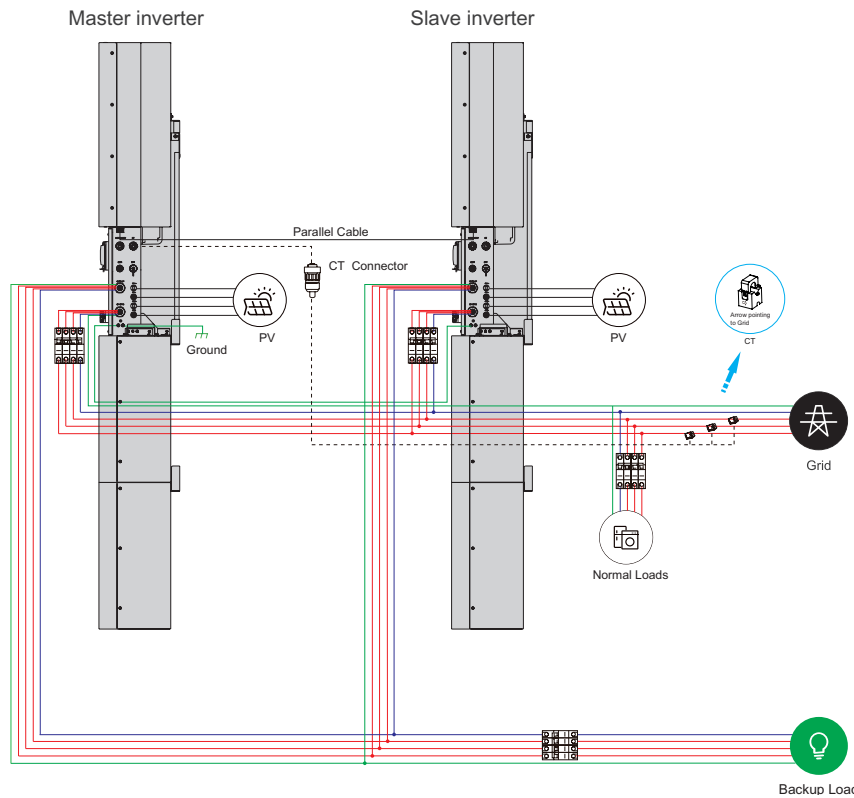 Master inverter
Slave inverter
Parallel Cable
CT Connector
PV
Ground
PV
Arrow pointing
to Grid
CT
Grid
Normal Loads
Backup Load